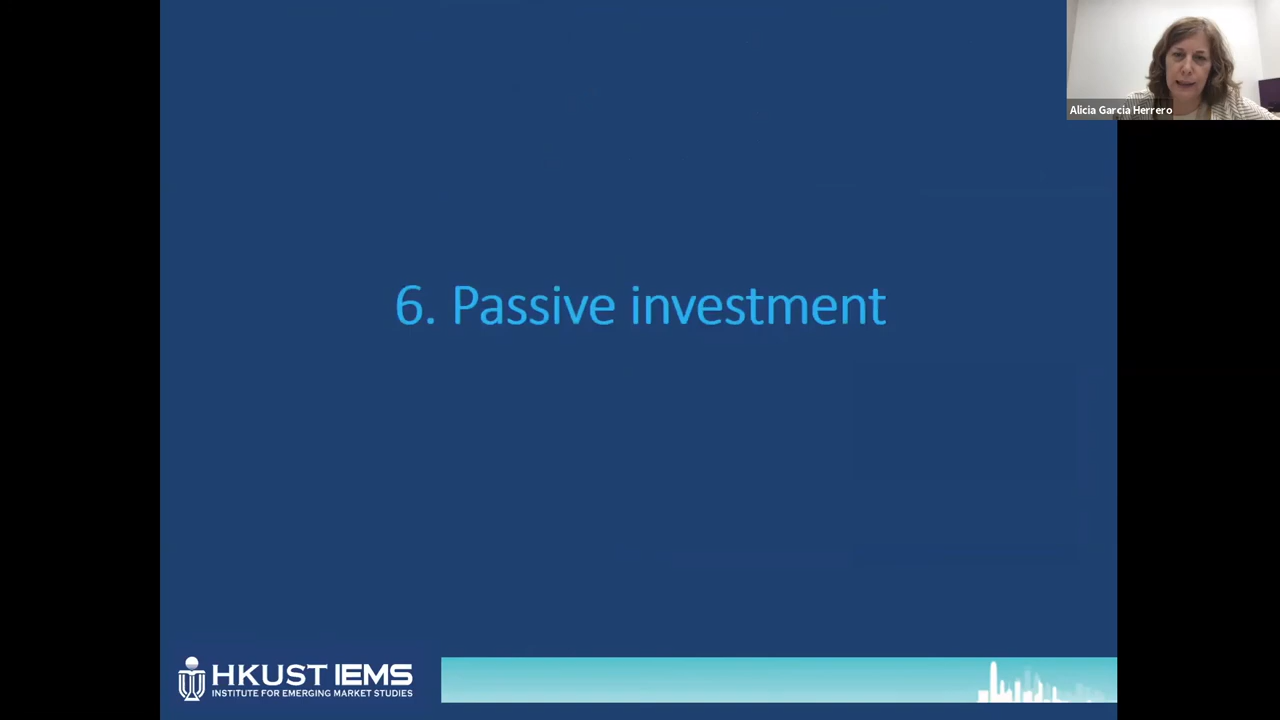 Alicia Garcia Herrero
6. Passive investment
HKUST IEMS
INSTITUTE FOR EMERGING MARKET STUDIES